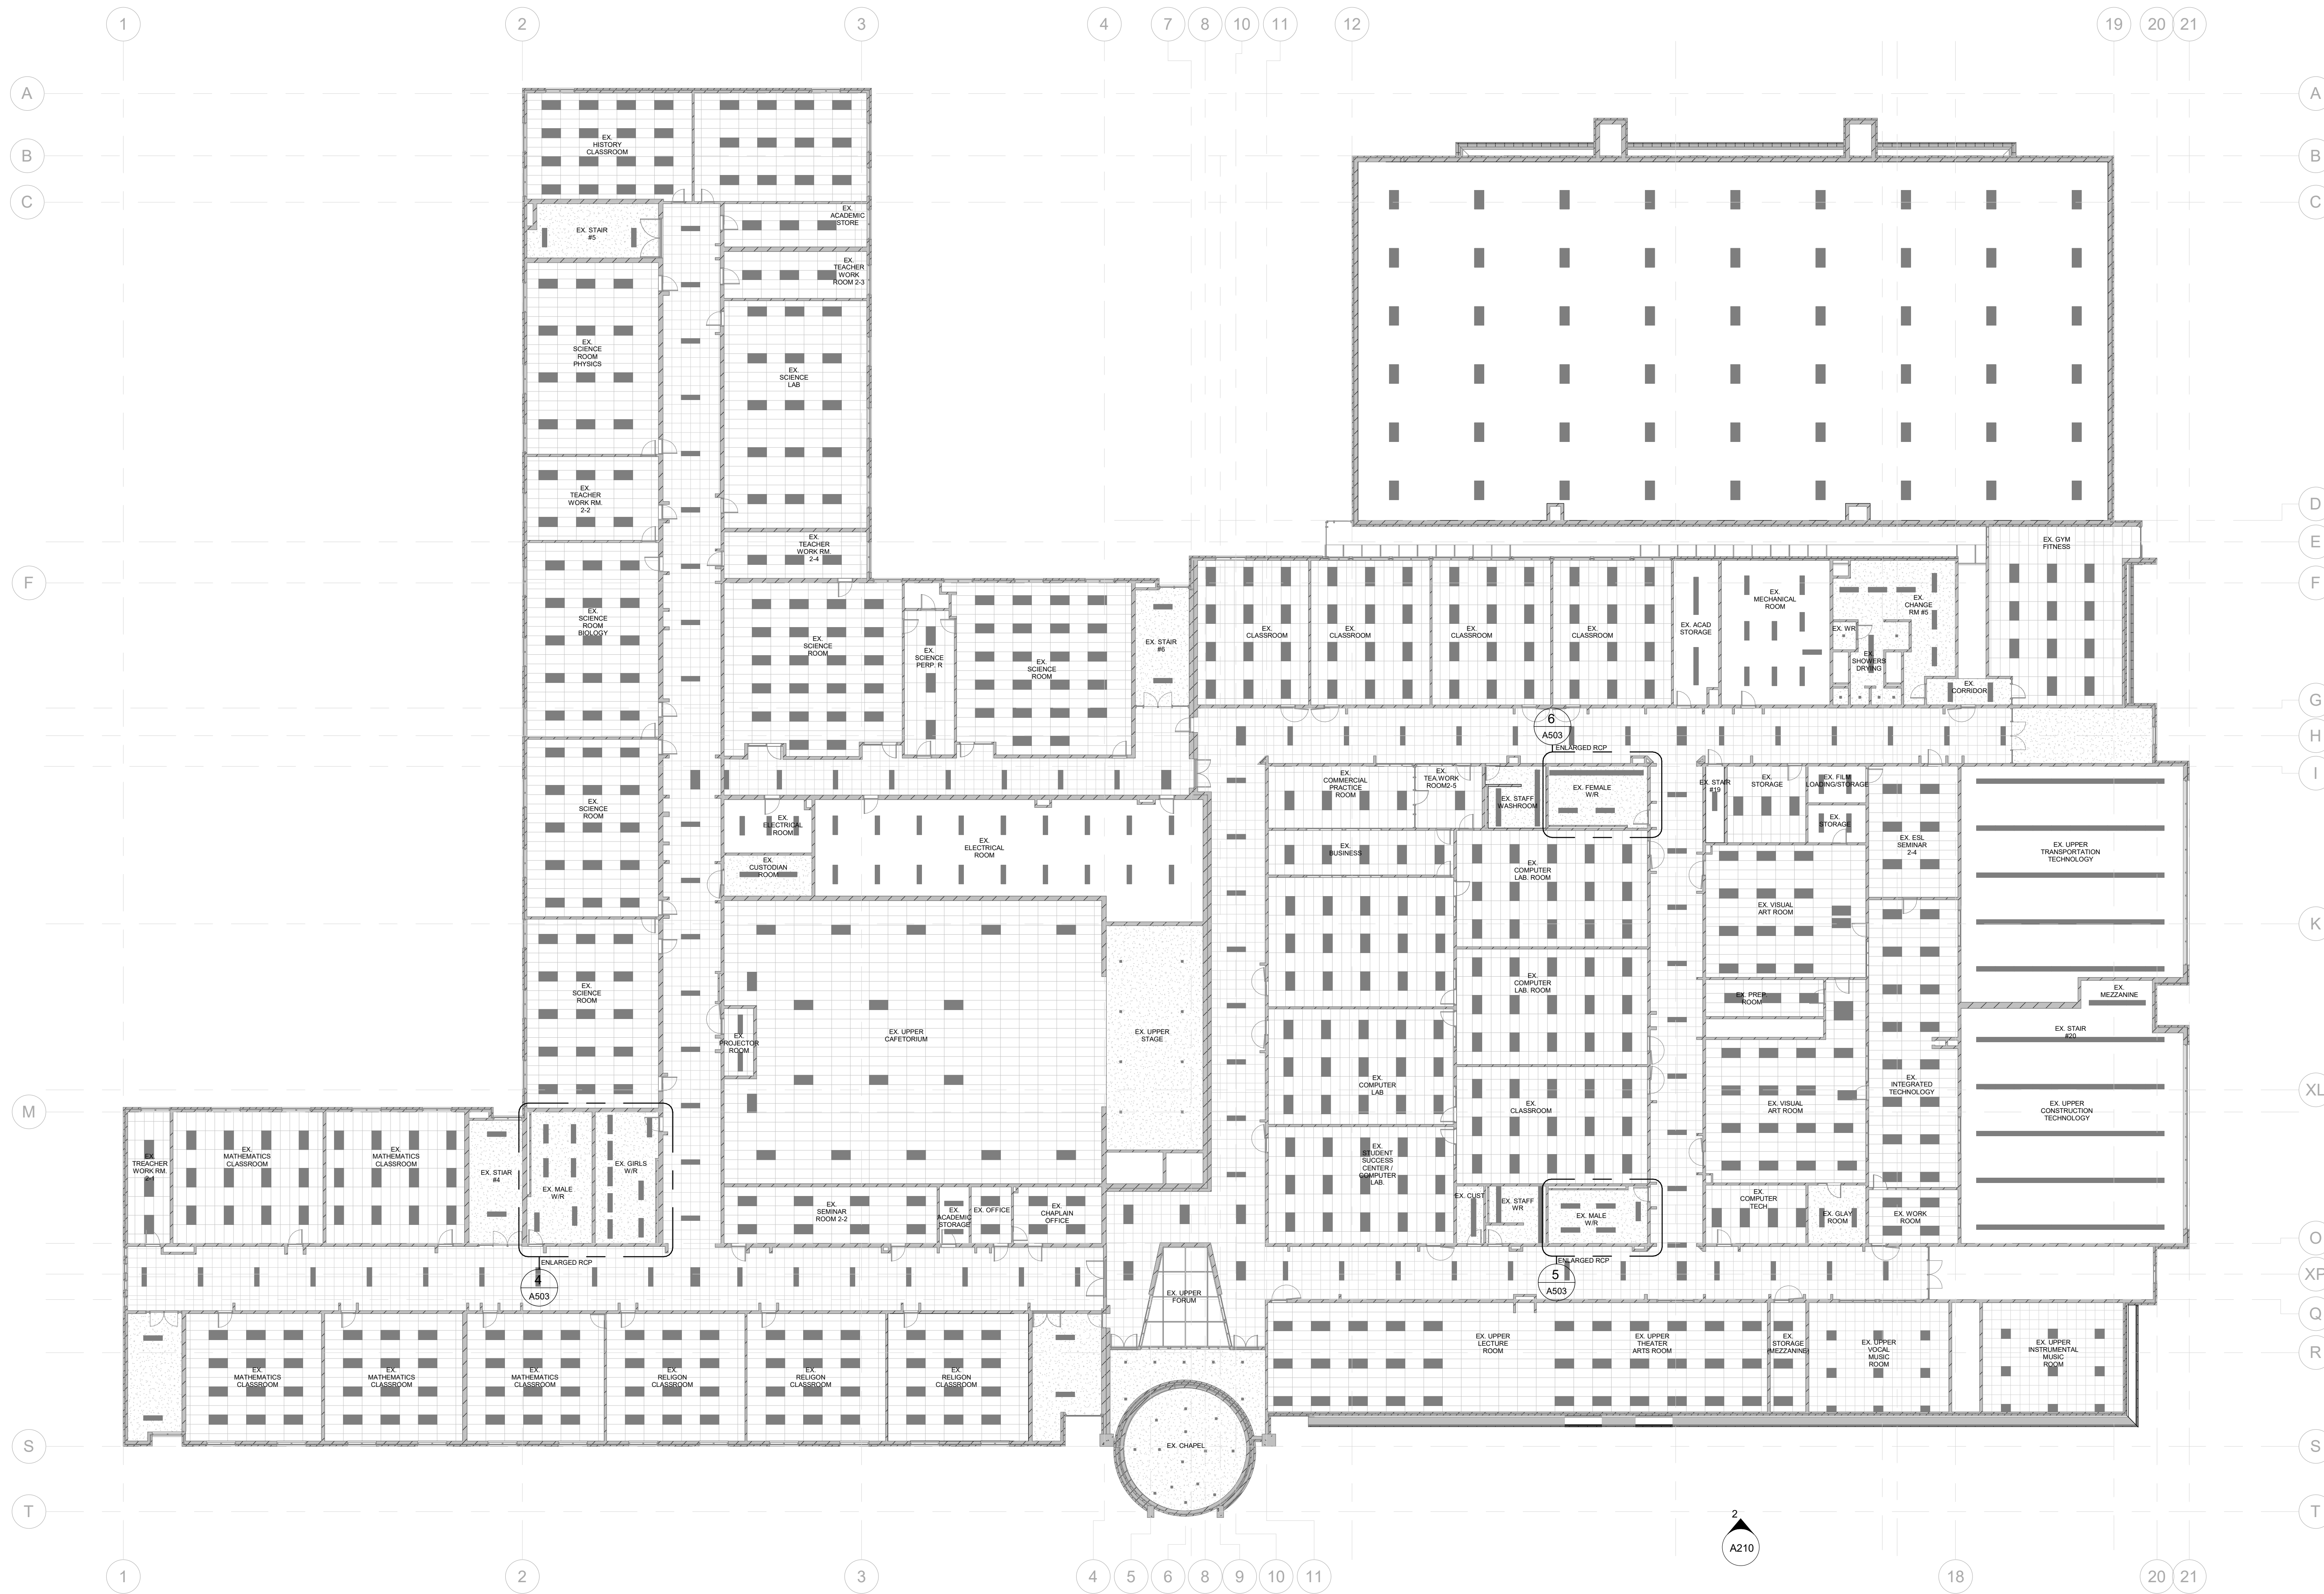 1
2
3
4
7
8
10
11
12
19
20
21
A
A
B
B
C
C
EX.
HISTORY
CLASSROOM
EX. STAIR
#5
EX.
ACADEMIC
STORE
EX.
TEACHER
WORK
ROOM 2-3
EX.
SCIENCE
ROOM
PHYSICS
EX.
SCIENCE
LAB
EX.
TEACHER
WORK RM.
2-2
EX.
TEACHER
WORK RM.
2-4
D
E
F
F
EX. GYM
FITNESS
EX.
SCIENCE
ROOM
BIOLOGY
EX.
SCIENCE
ROOM
EX.
SCIENCE
PERP. R
EX.
SCIENCE
ROOM
EX. STAIR
#6
EX.
CLASSROOM
EX.
CLASSROOM
EX.
CLASSROOM
EX.
CLASSROOM
EX. ACAD
STORAGE
EX.
MECHANICAL
ROOM
EX.
CHANGE
RM #5
EX. WR
EX.
SHOWERS
DRYING
EX.
CORRIDOR
G
H
I
6
A503
ENLARGED RCP
EX.
SCIENCE
ROOM
EX.
ELECTRICAL
ROOM
EX.
CUSTODIAN
ROOM
EX.
ELECTRICAL
ROOM
EX.
COMMERCIAL
PRACTICE
ROOM
EX.
TEA.WORK
ROOM2-5
EX. STAFF
WASHROOM
EX. FEMALE
W/R
EX. STAIR
#19
EX.
STORAGE
EX. FILM
LOADING/STORAGE
EX.
STORAGE
EX. ESL
SEMINAR
2-4
EX. UPPER
TRANSPORTATION
TECHNOLOGY
EX.
BUSINESS
EX.
COMPUTER
LAB. ROOM
EX. VISUAL
ART ROOM
K
EX.
SCIENCE
ROOM
EX.
PROJECTOR
ROOM
EX. UPPER
CAFETORIUM
EX. UPPER
STAGE
EX.
COMPUTER
LAB. ROOM
EX. PREP.
ROOM
EX.
MEZZANINE
EX. STAIR
#20
EX.
COMPUTER
LAB
EX.
CLASSROOM
EX. VISUAL
ART ROOM
EX.
INTEGRATED
TECHNOLOGY
EX. UPPER
CONSTRUCTION
TECHNOLOGY
XL
M
EX.
TREACHER
WORK RM.
2-1
EX.
MATHEMATICS
CLASSROOM
EX.
MATHEMATICS
CLASSROOM
EX. STIAR
#4
EX. MALE
W/R
EX. GIRLS
W/R
EX.
STUDENT
SUCCESS
CENTER /
COMPUTER
LAB.
EX.
SEMINAR
ROOM 2-2
EX.
ACADEMIC
STORAGE
EX. OFFICE
EX.
CHAPLAIN
OFFICE
EX. CUST
EX. STAFF
WR
EX. MALE
W/R
EX.
COMPUTER
TECH
EX. GLAY
ROOM
EX. WORK
ROOM
O
XP
Q
R
ENLARGED RCP
4
A503
ENLARGED RCP
5
A503
EX. UPPER
FORUM
EX.
MATHEMATICS
CLASSROOM
EX.
MATHEMATICS
CLASSROOM
EX.
MATHEMATICS
CLASSROOM
EX.
RELIGON
CLASSROOM
EX.
RELIGON
CLASSROOM
EX.
RELIGON
CLASSROOM
EX. UPPER
LECTURE
ROOM
EX. UPPER
THEATER
ARTS ROOM
EX.
STORAGE
(MEZZANINE)
EX. UPPER
VOCAL
MUSIC
ROOM
EX. UPPER
INSTRUMENTAL
MUSIC
ROOM
S
S
EX. CHAPEL
T
T
2
A210
1
2
3
4
5
6
8
9
10
11
18
20
21